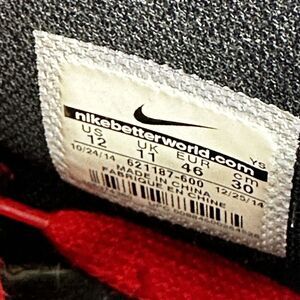 nikebetterworld.com
US UK EUR cm YS
12 11 46 30
10/24/14 621187-600 12/25/14
MADE IN CHINA